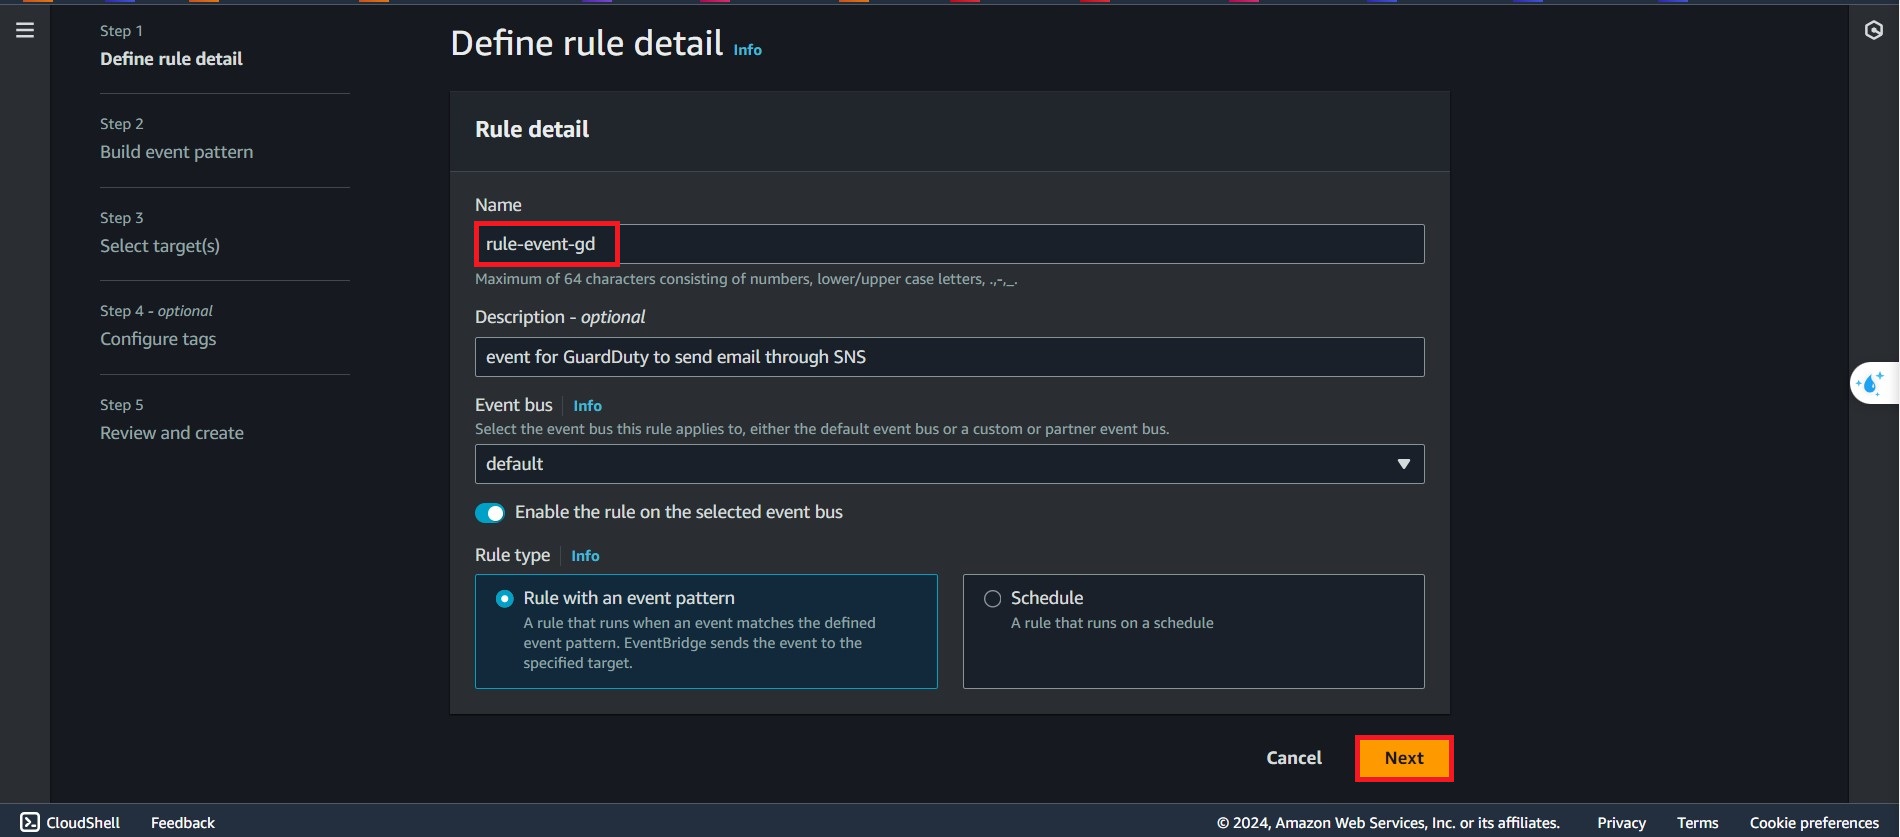 Step 1
Define rule detail
Step 2
Build event pattern
Step 3
Select target(s)
Step 4 - optional
Configure tags
Step 5
Review and create
Define rule detail Info
Rule detail
Name
rule-event-gd
Maximum of 64 characters consisting of numbers, lower/upper case letters, .,-,_.
Description - optional
event for GuardDuty to send email through SNS
Event bus Info
Select the event bus this rule applies to, either the default event bus or a custom or partner event bus.
default
Enable the rule on the selected event bus
Rule type Info
Rule with an event pattern
A rule that runs when an event matches the defined
event pattern. EventBridge sends the event to the
specified target.
Schedule
A rule that runs on a schedule
Cancel Next
CloudShell Feedback © 2024, Amazon Web Services, Inc. or its affiliates. Privacy Terms Cookie preferences